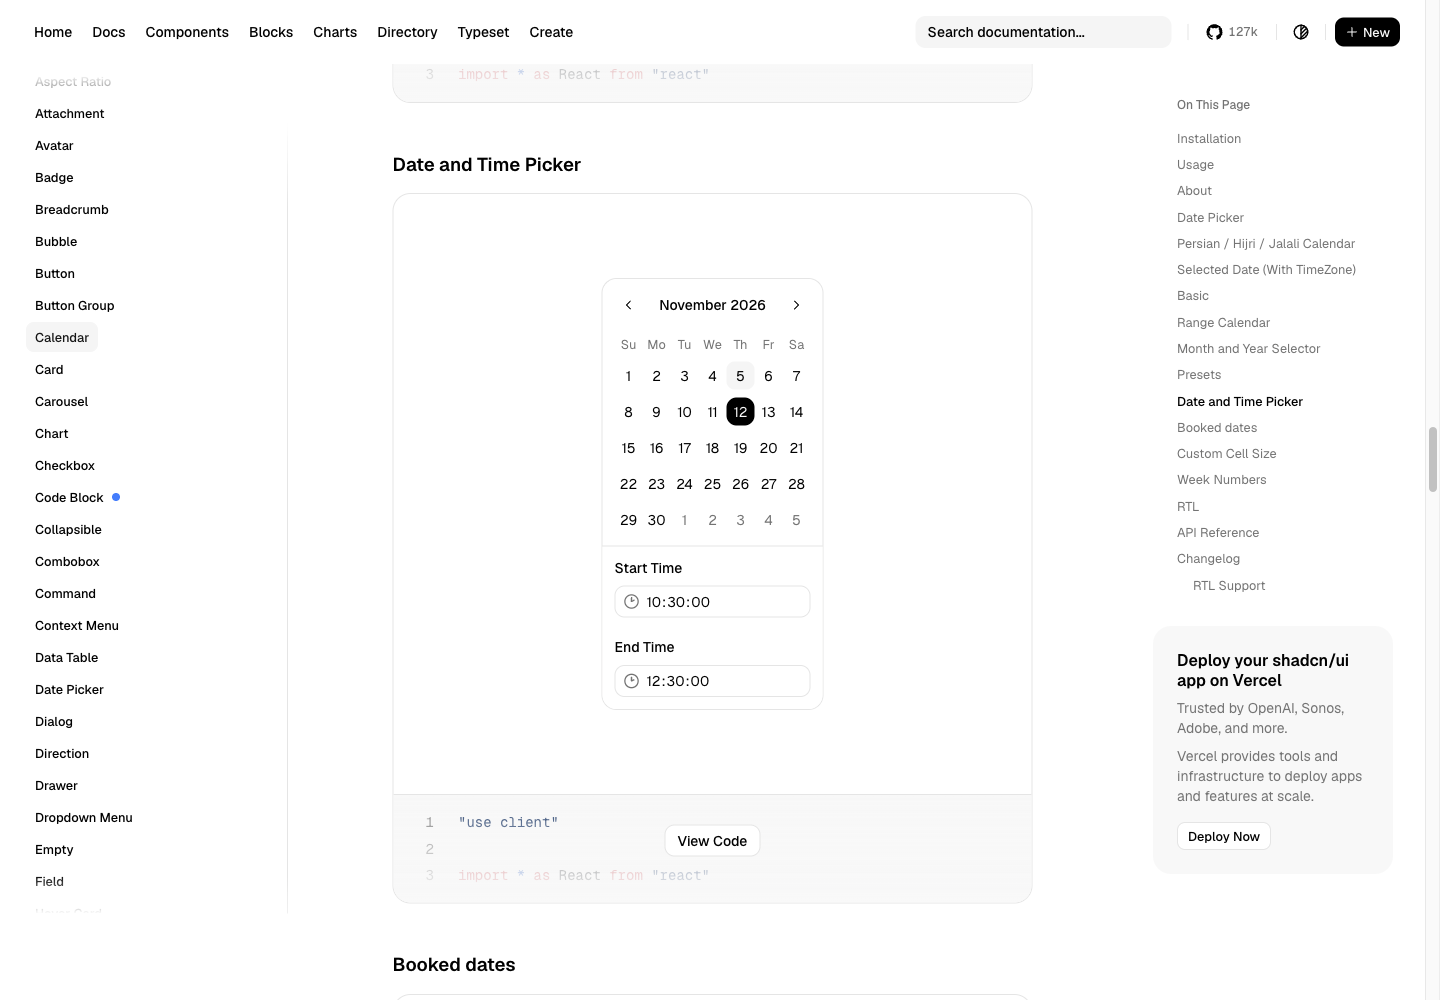 Home Docs Components Blocks Charts Directory Typeset Create
Search documentation...
127k
New
Aspect Ratio
Attachment
Avatar
Badge
Breadcrumb
Bubble
Button
Button Group
Calendar
Card
Carousel
Chart
Checkbox
Code Block
Collapsible
Combobox
Command
Context Menu
Data Table
Date Picker
Dialog
Direction
Drawer
Dropdown Menu
Empty
Field
3 import * as React from "react"
Date and Time Picker
November 2026
Su Mo Tu We Th Fr Sa
1 2 3 4 5 6 7
8 9 10 11 12 13 14
15 16 17 18 19 20 21
22 23 24 25 26 27 28
29 30 1 2 3 4 5
Start Time
10:30:00
End Time
12:30:00
1 "use client"
2
View Code
3 import * as React from "react"
Booked dates
On This Page
Installation
Usage
About
Date Picker
Persian / Hijri / Jalali Calendar
Selected Date (With TimeZone)
Basic
Range Calendar
Month and Year Selector
Presets
Date and Time Picker
Booked dates
Custom Cell Size
Week Numbers
RTL
API Reference
Changelog
RTL Support
Deploy your shadcn/ui
app on Vercel
Trusted by OpenAI, Sonos,
Adobe, and more.
Vercel provides tools and
infrastructure to deploy apps
and features at scale.
Deploy Now